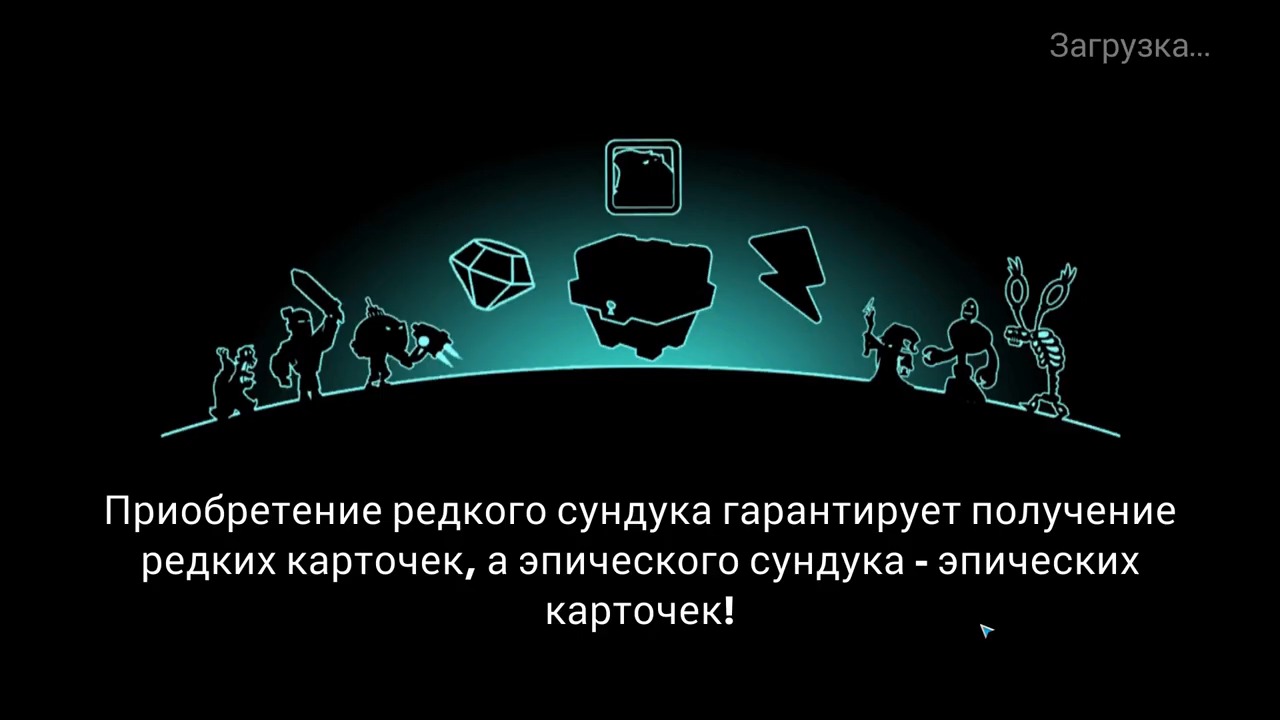 Загрузка...
Приобретение редкого сундука гарантирует получение
редких карточек, а эпического сундука - эпических
карточек!